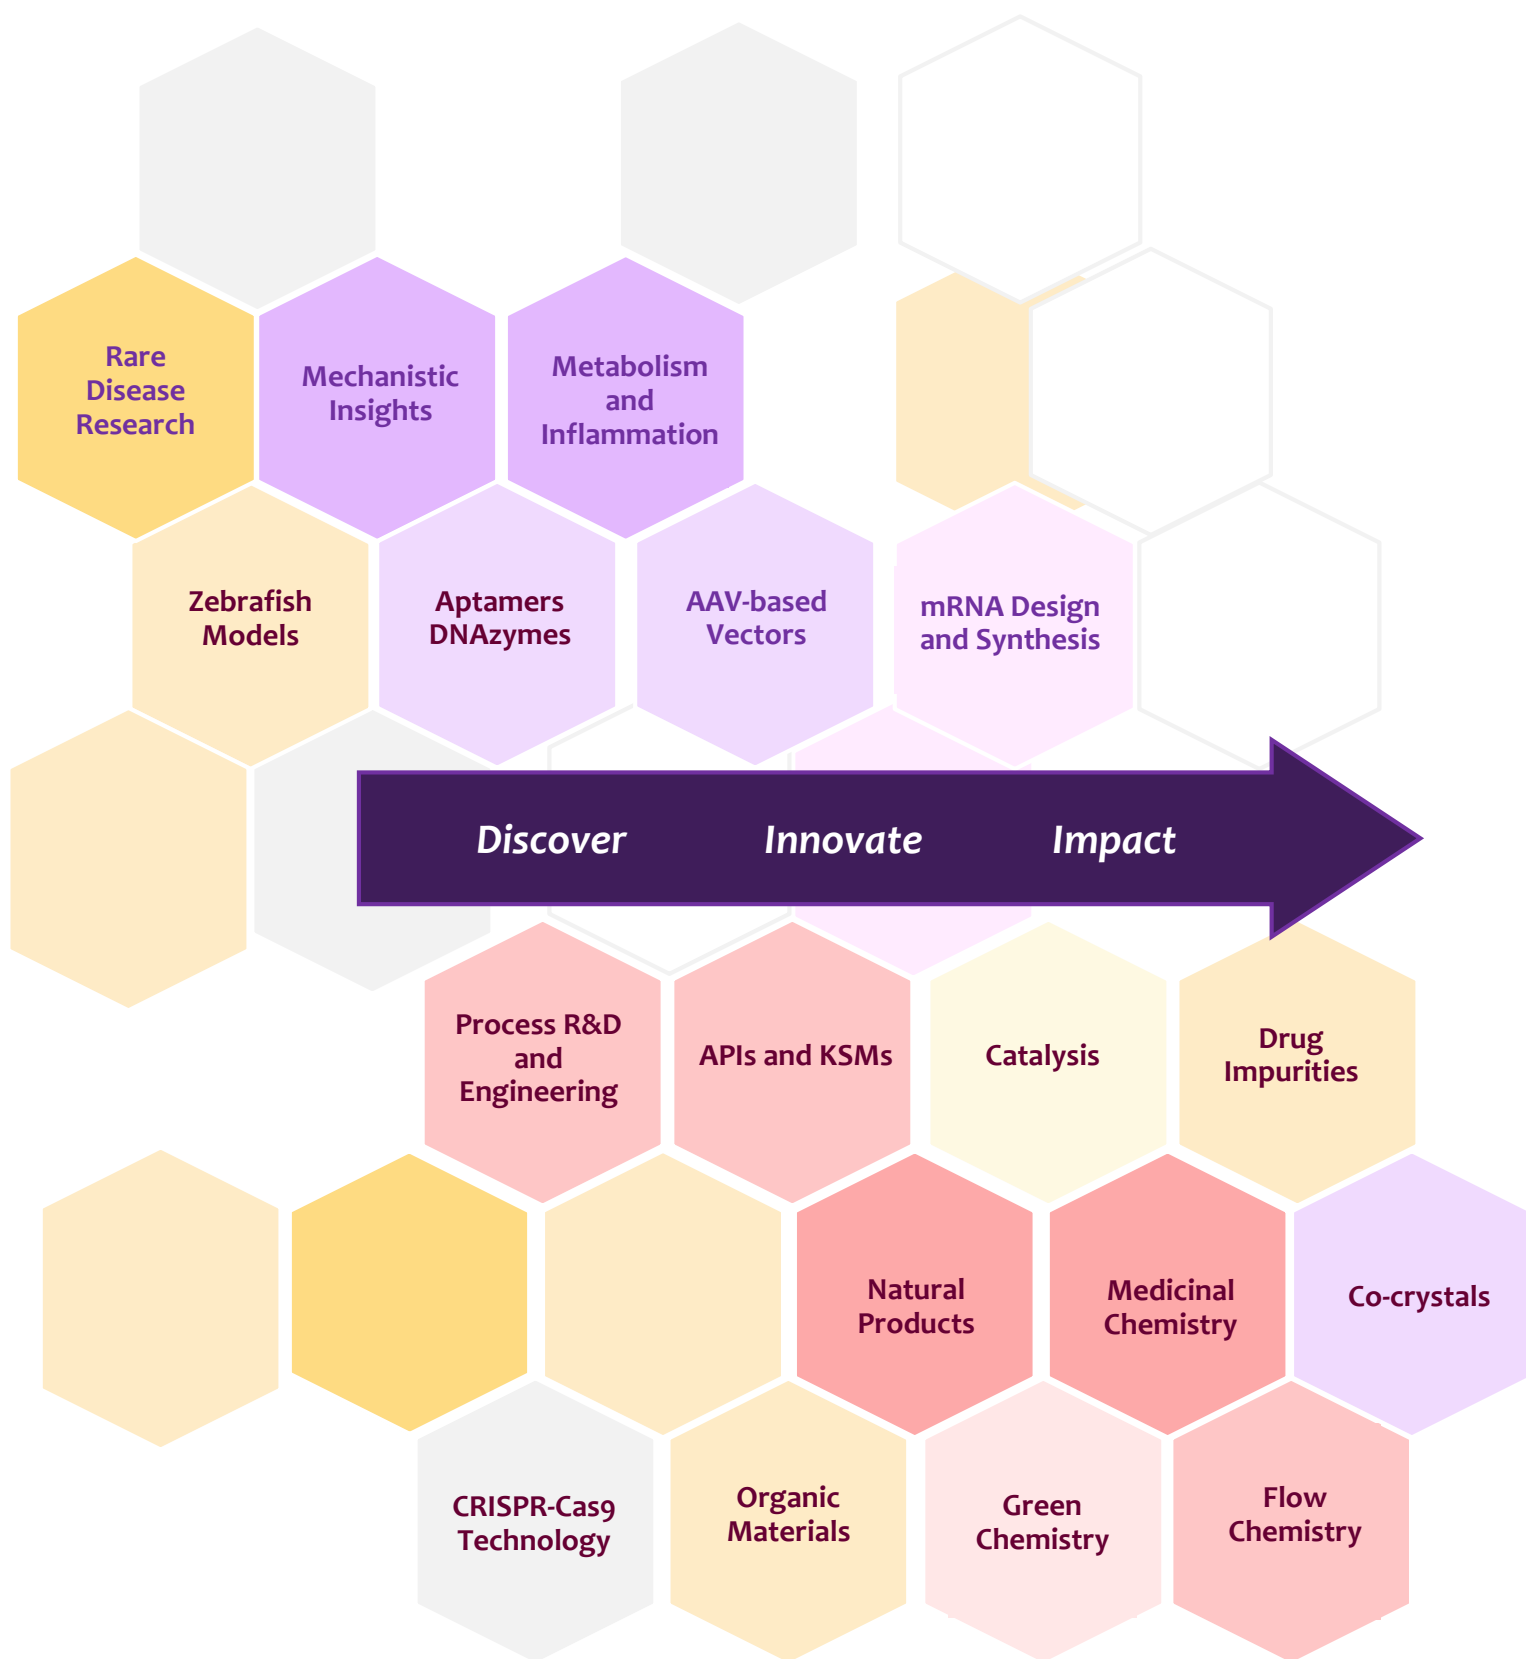 Rare
Disease
Research
Mechanistic
Insights
Metabolism
and
Inflammation
Zebrafish
Models
Aptamers
DNAzymes
AAV-based
Vectors
mRNA Design
and Synthesis
Discover Innovate Impact
Process R&D
and
Engineering
APIs and KSMs
Catalysis
Drug
Impurities
Natural
Products
Medicinal
Chemistry
Co-crystals
CRISPR-Cas9
Technology
Organic
Materials
Green
Chemistry
Flow
Chemistry